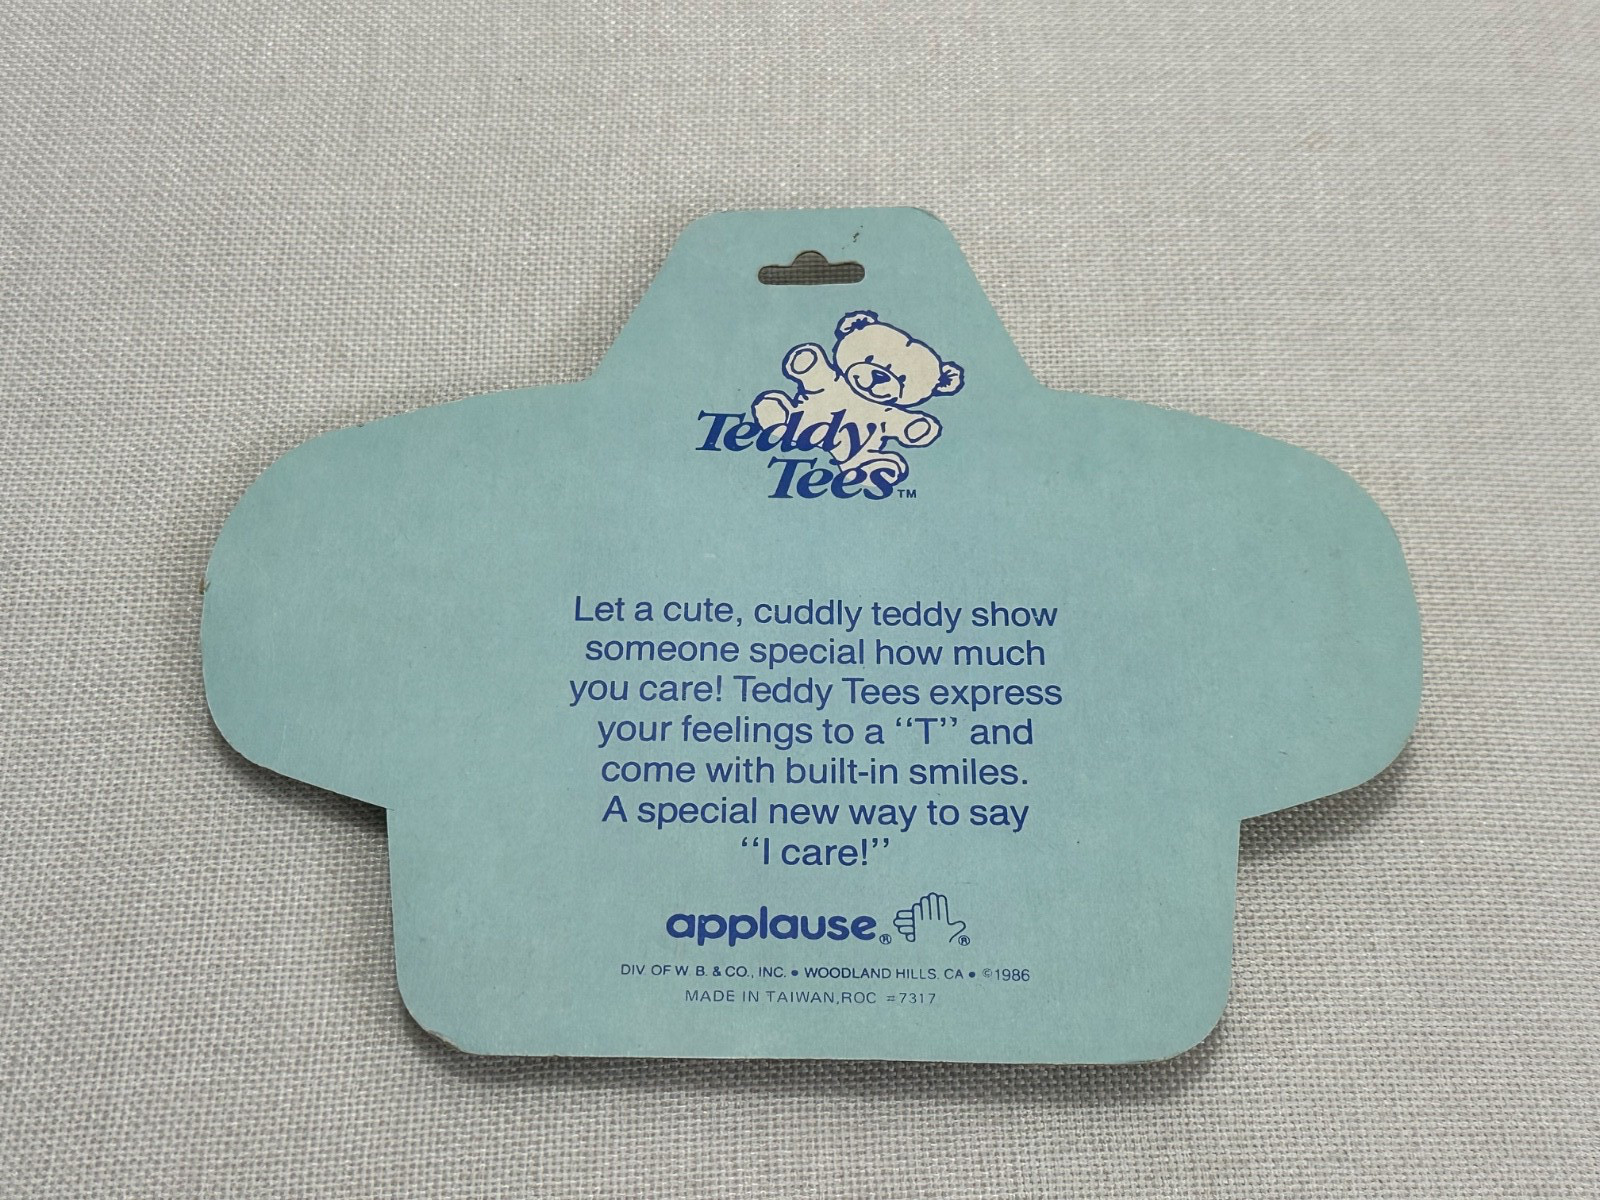 Teddy
Tees™
Let a cute, cuddly teddy show
someone special how much
you care! Teddy Tees express
your feelings to a “T” and
come with built-in smiles.
A special new way to say
“I care!”
applause® ®
DIV OF W. B. & CO., INC. • WOODLAND HILLS, CA • ©1986
MADE IN TAIWAN, ROC #7317